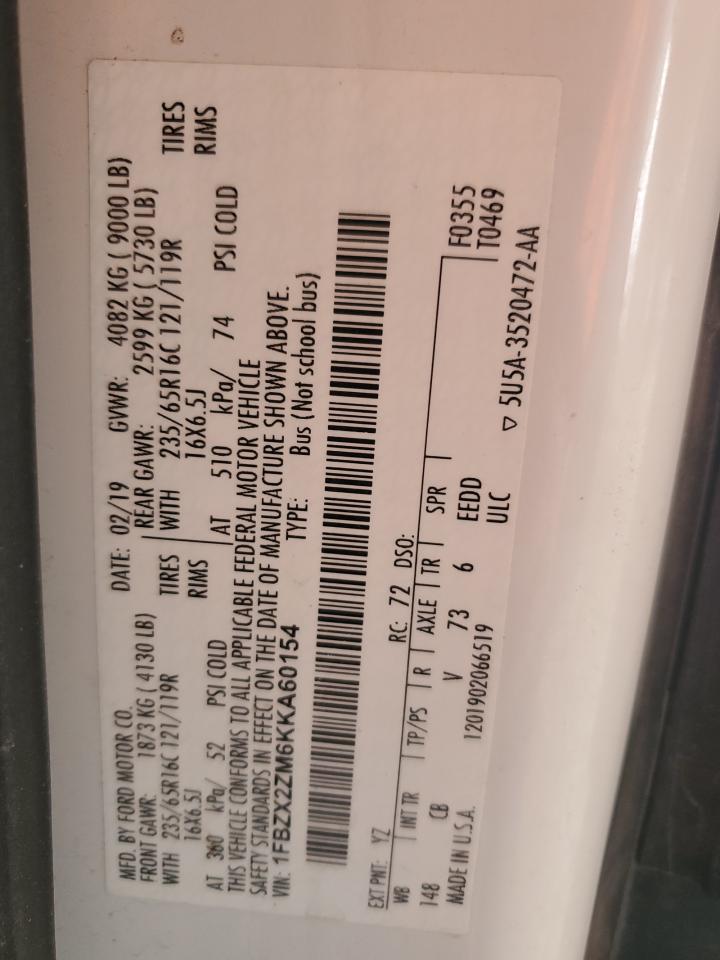 MFD. BY FORD MOTOR CO. DATE: 02/19 GVWR: 4082 KG ( 9000 LB)
FRONT GAWR: 1873 KG ( 4130 LB) REAR GAWR: 2599 KG ( 5730 LB)
WITH 235/65R16C 121/119R TIRES WITH 235/65R16C 121/119R TIRES
16X6.5J RIMS 16X6.5J RIMS
AT 360 kPa/ 52 PSI COLD AT 510 kPa/ 74 PSI COLD
THIS VEHICLE CONFORMS TO ALL APPLICABLE FEDERAL MOTOR VEHICLE
SAFETY STANDARDS IN EFFECT ON THE DATE OF MANUFACTURE SHOWN ABOVE.
VIN: 1FBZX2ZM6KKA60154 TYPE: Bus (Not school bus)
EXT PNT: YZ RC: 72 DSO:
WB INT TR TP/PS R AXLE TR SPR F0355
148 CB V 73 6 EEDD T0469
MADE IN U.S.A. 1201902066519 ULC ▽ 5U5A-3520472-AA